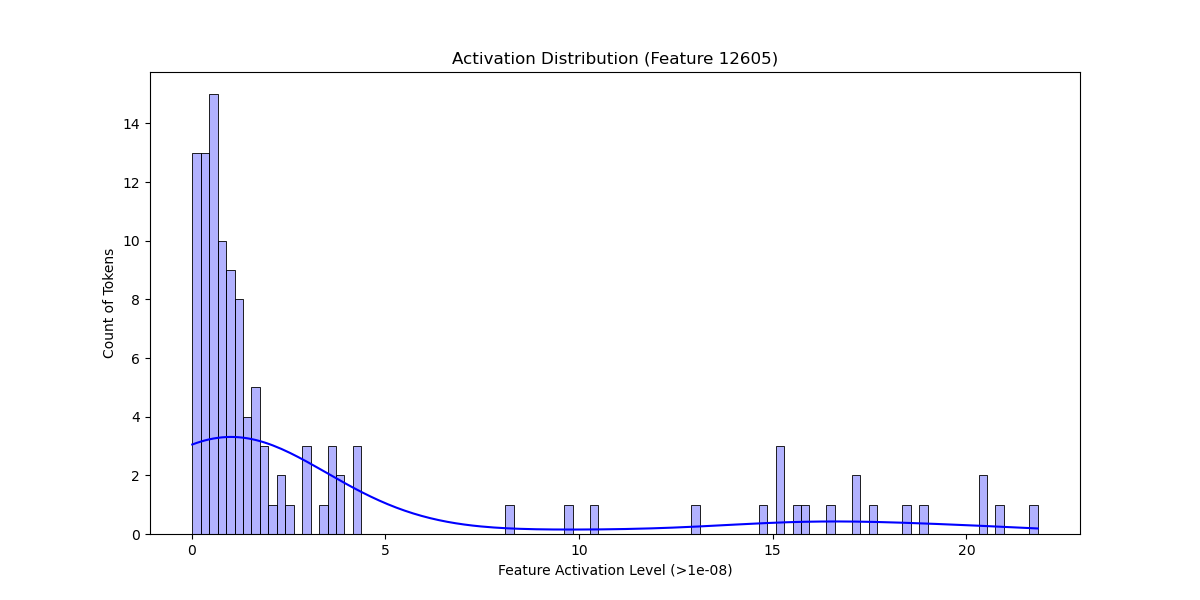 Activation Distribution (Feature 12605)
14
12
10
8
6
4
2
0
Count of Tokens
0 5 10 15 20
Feature Activation Level (>1e-08)